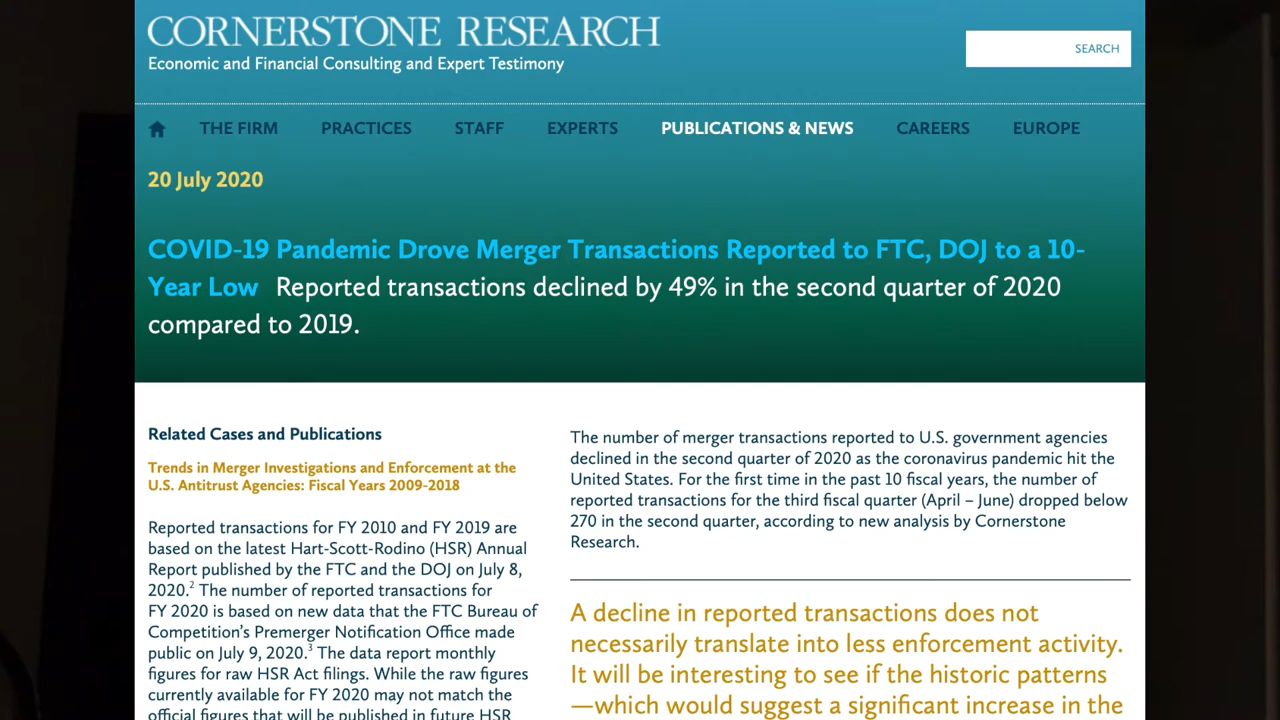 CORNERSTONE RESEARCH
Economic and Financial Consulting and Expert Testimony
SEARCH
THE FIRM PRACTICES STAFF EXPERTS PUBLICATIONS & NEWS CAREERS EUROPE
20 July 2020
COVID-19 Pandemic Drove Merger Transactions Reported to FTC, DOJ to a 10-
Year Low Reported transactions declined by 49% in the second quarter of 2020
compared to 2019.
Related Cases and Publications
Trends in Merger Investigations and Enforcement at the
U.S. Antitrust Agencies: Fiscal Years 2009-2018
Reported transactions for FY 2010 and FY 2019 are
based on the latest Hart-Scott-Rodino (HSR) Annual
Report published by the FTC and the DOJ on July 8,
2020.2 The number of reported transactions for
FY 2020 is based on new data that the FTC Bureau of
Competition’s Premerger Notification Office made
public on July 9, 2020.3 The data report monthly
figures for raw HSR Act filings. While the raw figures
currently available for FY 2020 may not match the
official figures that will be published in future HSR
The number of merger transactions reported to U.S. government agencies
declined in the second quarter of 2020 as the coronavirus pandemic hit the
United States. For the first time in the past 10 fiscal years, the number of
reported transactions for the third fiscal quarter (April – June) dropped below
270 in the second quarter, according to new analysis by Cornerstone
Research.
A decline in reported transactions does not
necessarily translate into less enforcement activity.
It will be interesting to see if the historic patterns
—which would suggest a significant increase in the